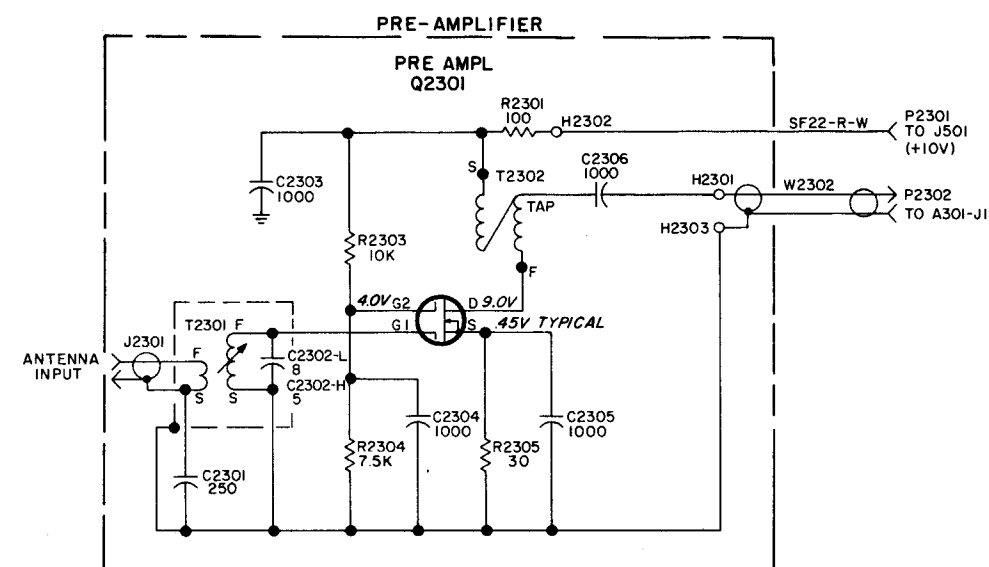 PRE-AMPLIFIER
PRE AMPL
Q2301
R2301
100
H2302
SF22-R-W
P2301
TO J501
(+10V)
C2303
1000
S
T2302
TAP
F
C2306
1000
H2301
W2302
P2302
TO A301-J1
H2303
R2303
10K
4.0V G2
D 9.0V
G1
S .45V TYPICAL
T2301 F
J2301
F
ANTENNA
INPUT
S
S
C2302-L
8
C2302-H
5
C2304
1000
C2305
1000
R2304
7.5K
R2305
30
C2301
250